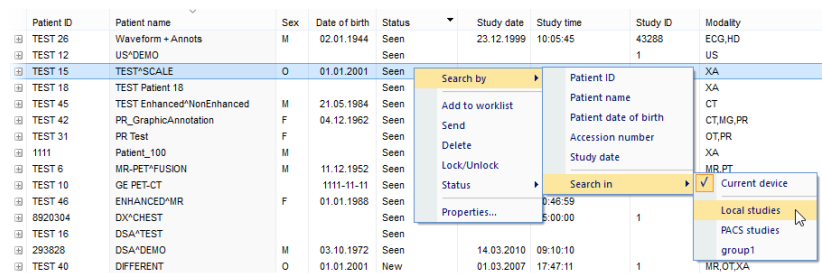 Patient ID Patient name Sex Date of birth Status Study date Study time Study ID Modality
TEST 26 Waveform + Annots M 02.01.1944 Seen 23.12.1999 10:05:45 43288 ECG,HD
TEST 12 US^DEMO Seen 1 US
TEST 15 TEST^SCALE O 01.01.2001 Seen XA
TEST 18 TEST Patient 18 Seen XA
TEST 45 TEST Enhanced^NonEnhanced M 21.05.1984 Seen CT
TEST 42 PR_GraphicAnnotation F 04.12.1962 Seen CT,MG,PR
TEST 31 PR Test F Seen OT,PR
1111 Patient_100 M Seen XA
TEST 6 MR-PET^FUSION M 11.12.1952 Seen MR,PT
TEST 10 GE PET-CT 1111-11-11 Seen
TEST 46 ENHANCED^MR F 01.01.1988 Seen 0:46:59
8920304 DX^CHEST Seen 5:00:00 1
TEST 16 DSA^TEST Seen
293828 DSA^DEMO M 03.10.1972 Seen 14.03.2010 09:10:10
TEST 40 DIFFERENT O 01.01.2001 New 01.03.2007 17:47:11 1 MR,OT,XA
Search by
Add to worklist
Send
Delete
Lock/Unlock
Status
Properties...
Patient ID
Patient name
Patient date of birth
Accession number
Study date
Search in
Current device
Local studies
PACS studies
group1